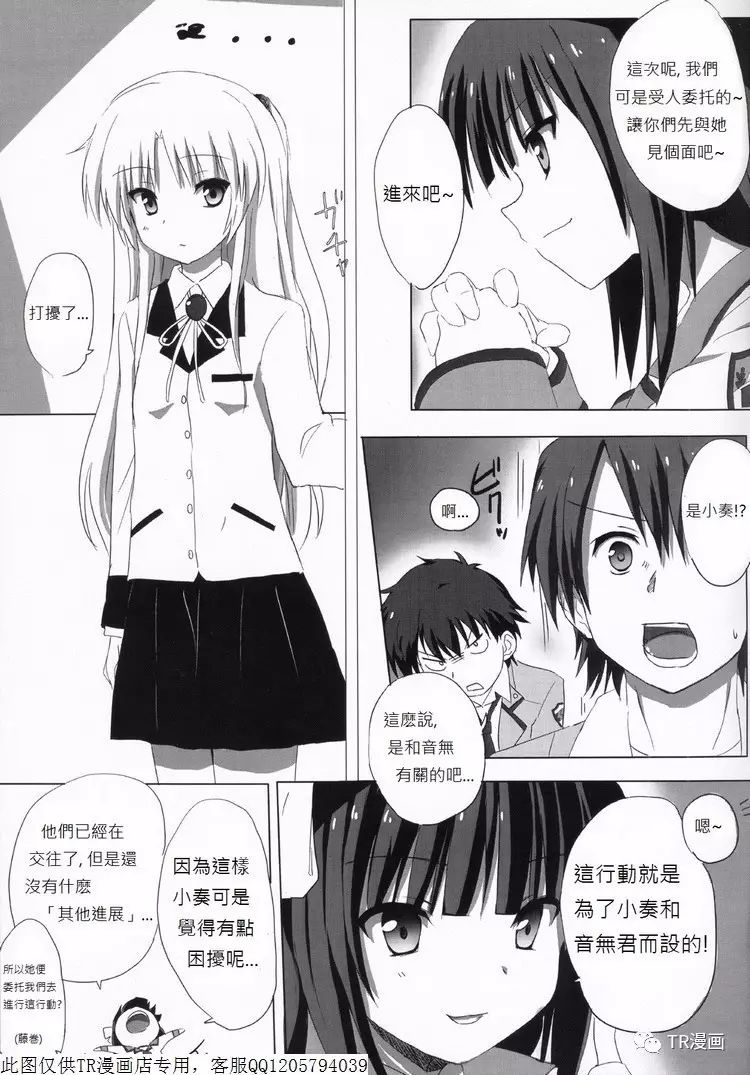 這次呢, 我們
可是受人委托的~
讓你們先與她
見個面吧~
進來吧~
ガ
チャ
打擾了...
是小奏!?
ビクッ
啊...
這麼說,
是和音無
有關的吧...
嗯~
這行動就是
為了小奏和
音無君而設的!
因為這樣
小奏可是
覺得有點
困擾呢...
他們已經在
交往了, 但是還
沒有什麼
「其他進展」...
所以她便
委托我們去
進行這行動?
(藤巻)
TR漫画
此图仅供TR漫画店专用，客服QQ1205794039